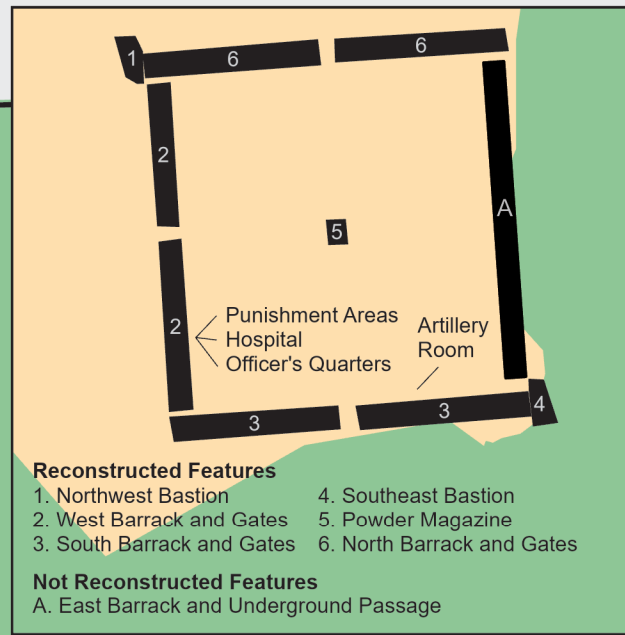 1
6
6
2
A
5
2
Punishment Areas
Hospital
Officer's Quarters
Artillery
Room
3
3
4
Reconstructed Features
1. Northwest Bastion
2. West Barrack and Gates
3. South Barrack and Gates
4. Southeast Bastion
5. Powder Magazine
6. North Barrack and Gates
Not Reconstructed Features
A. East Barrack and Underground Passage